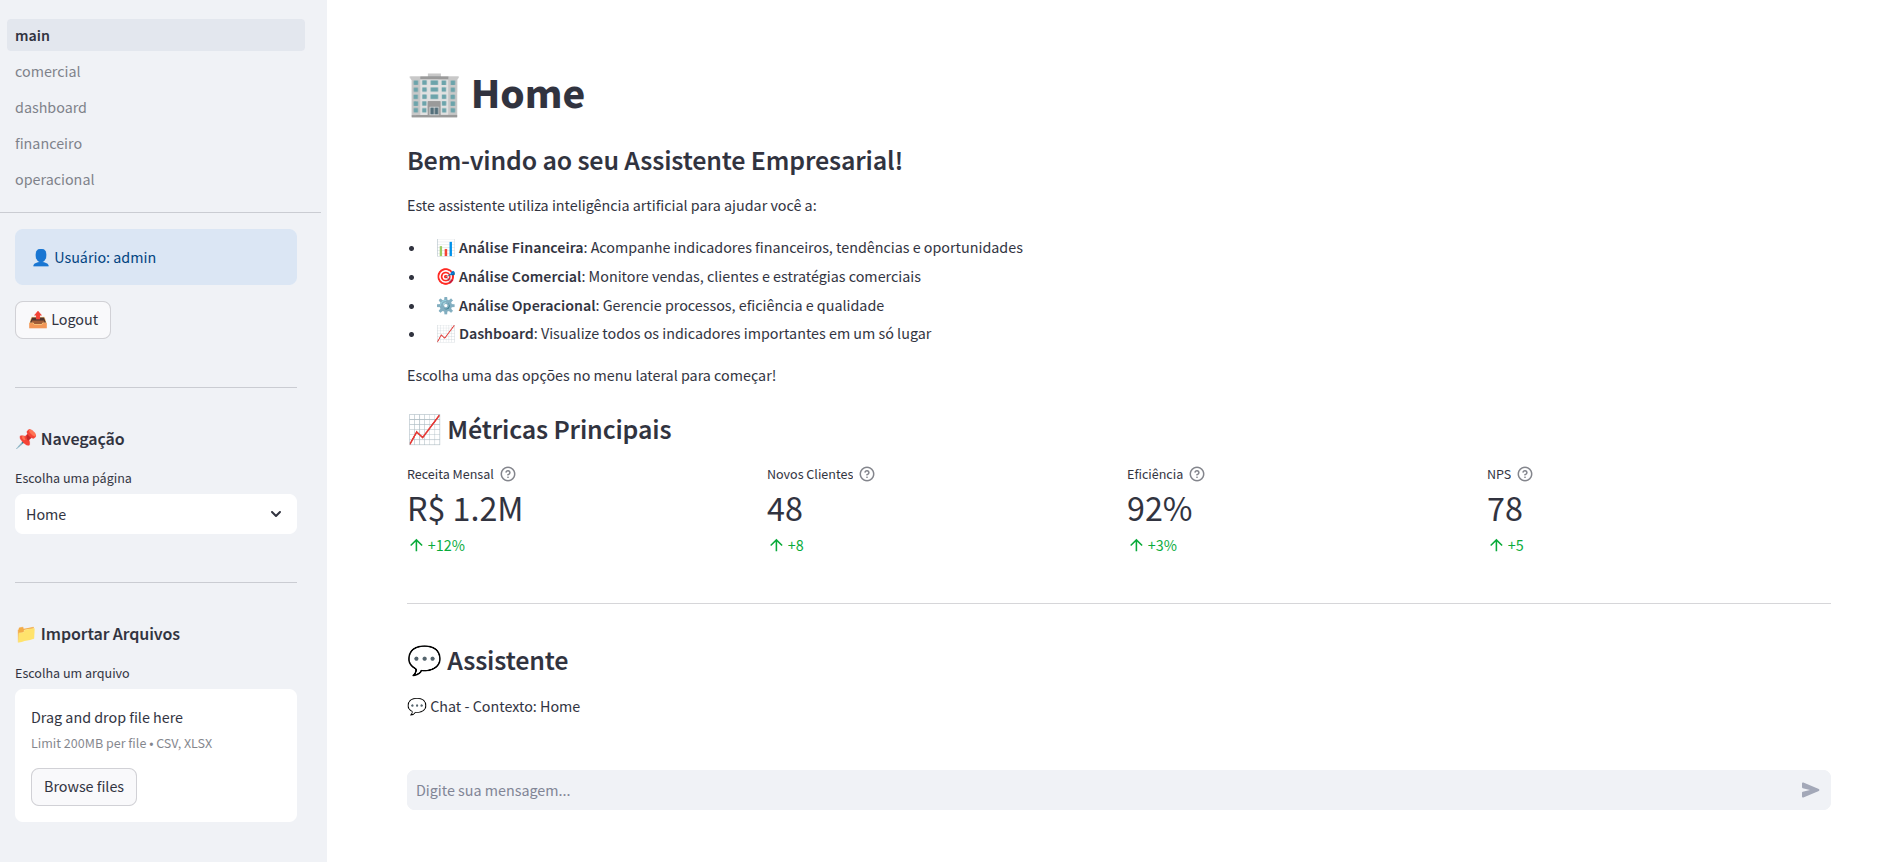 main
comercial
dashboard
financeiro
operacional
👤 Usuário: admin
📤 Logout
📌 Navegação
Escolha uma página
Home
📁 Importar Arquivos
Escolha um arquivo
Drag and drop file here
Limit 200MB per file • CSV, XLSX
Browse files
🏢 Home
Bem-vindo ao seu Assistente Empresarial!
Este assistente utiliza inteligência artificial para ajudar você a:
• 📊 Análise Financeira: Acompanhe indicadores financeiros, tendências e oportunidades
• 🎯 Análise Comercial: Monitore vendas, clientes e estratégias comerciais
• ⚙️ Análise Operacional: Gerencie processos, eficiência e qualidade
• 📈 Dashboard: Visualize todos os indicadores importantes em um só lugar
Escolha uma das opções no menu lateral para começar!
📈 Métricas Principais
Receita Mensal
R$ 1.2M
↑ +12%
Novos Clientes
48
↑ +8
Eficiência
92%
↑ +3%
NPS
78
↑ +5
💬 Assistente
💬 Chat - Contexto: Home
Digite sua mensagem...